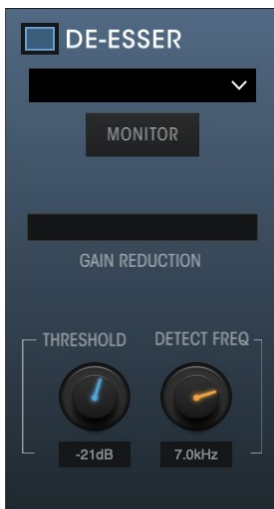 DE-ESSER
MONITOR
GAIN REDUCTION
THRESHOLD DETECT FREQ
-21dB 7.0kHz